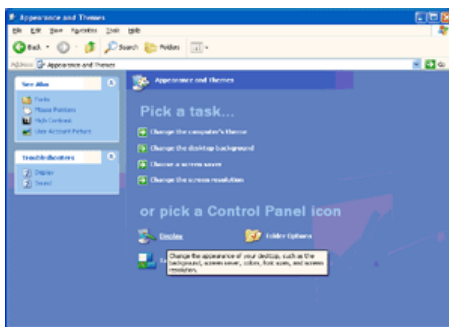 Appearance and Themes
File Edit View Favorites Tools Help
Back Search Folders
Address Appearance and Themes Go
See Also
Fonts
Mouse Pointers
High Contrast
User Account Picture
Troubleshooters
Display
Sound
Appearance and Themes
Pick a task...
Change the computer's theme
Change the desktop background
Choose a screen saver
Change the screen resolution
or pick a Control Panel icon
Display Folder Options
Change the appearance of your desktop, such as the
background, screen saver, colors, font sizes, and screen
resolution.